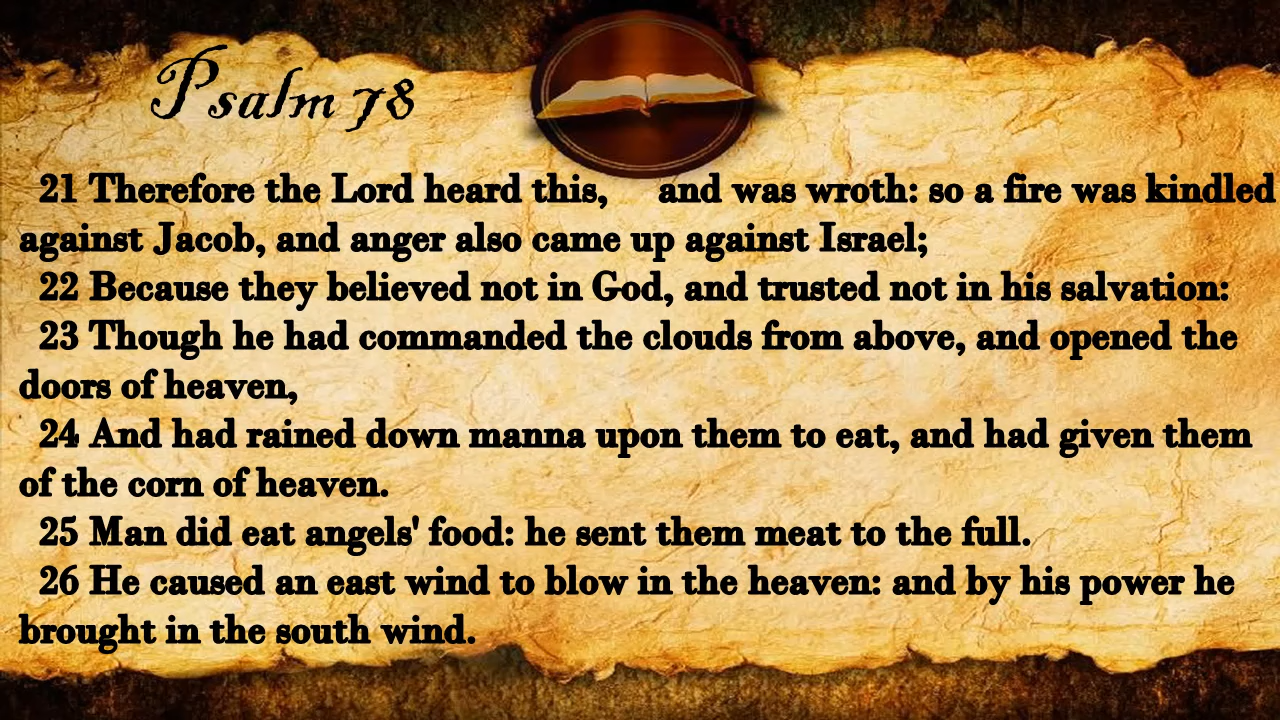 Psalm 78
21 Therefore the Lord heard this, and was wroth: so a fire was kindled
against Jacob, and anger also came up against Israel;
22 Because they believed not in God, and trusted not in his salvation:
23 Though he had commanded the clouds from above, and opened the
doors of heaven,
24 And had rained down manna upon them to eat, and had given them
of the corn of heaven.
25 Man did eat angels' food: he sent them meat to the full.
26 He caused an east wind to blow in the heaven: and by his power he
brought in the south wind.